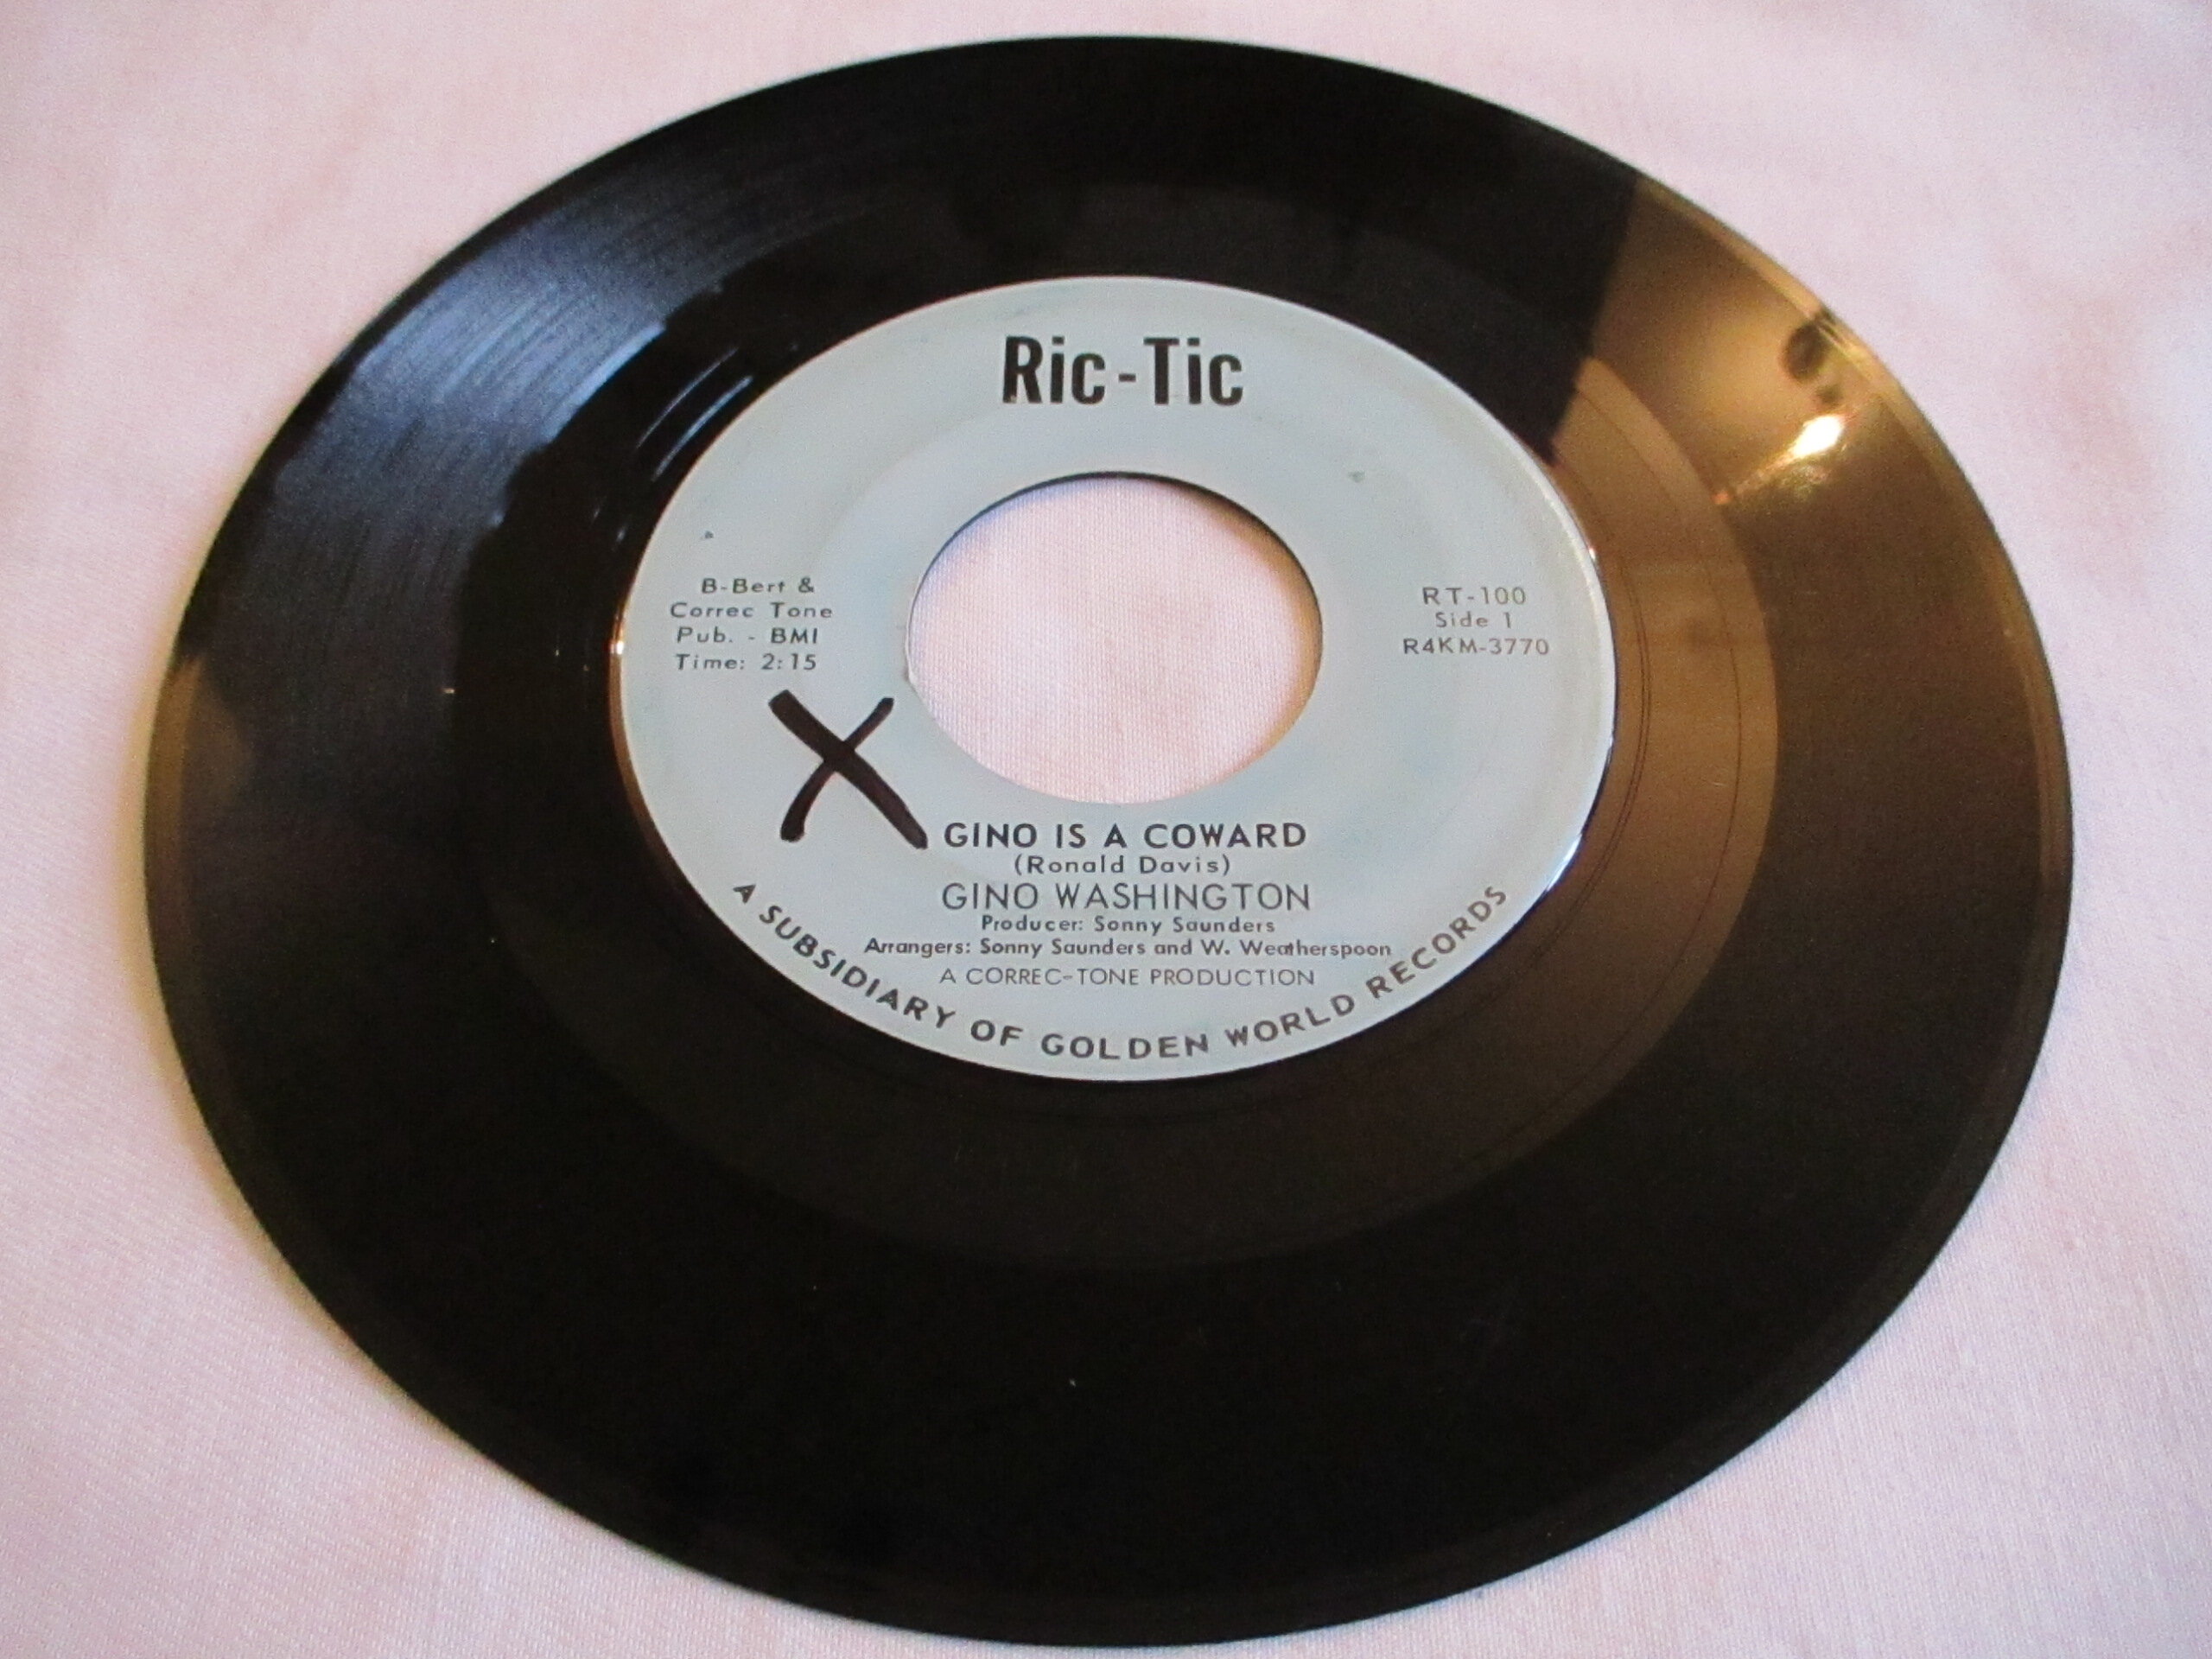 Ric-Tic
B-Bert &
Correc Tone
Pub. - BMI
Time: 2:15
RT-100
Side 1
R4KM-3770
X
GINO IS A COWARD
(Ronald Davis)
GINO WASHINGTON
Producer: Sonny Saunders
Arrangers: Sonny Saunders and W. Weatherspoon
A CORREC-TONE PRODUCTION
A SUBSIDIARY OF GOLDEN WORLD RECORDS